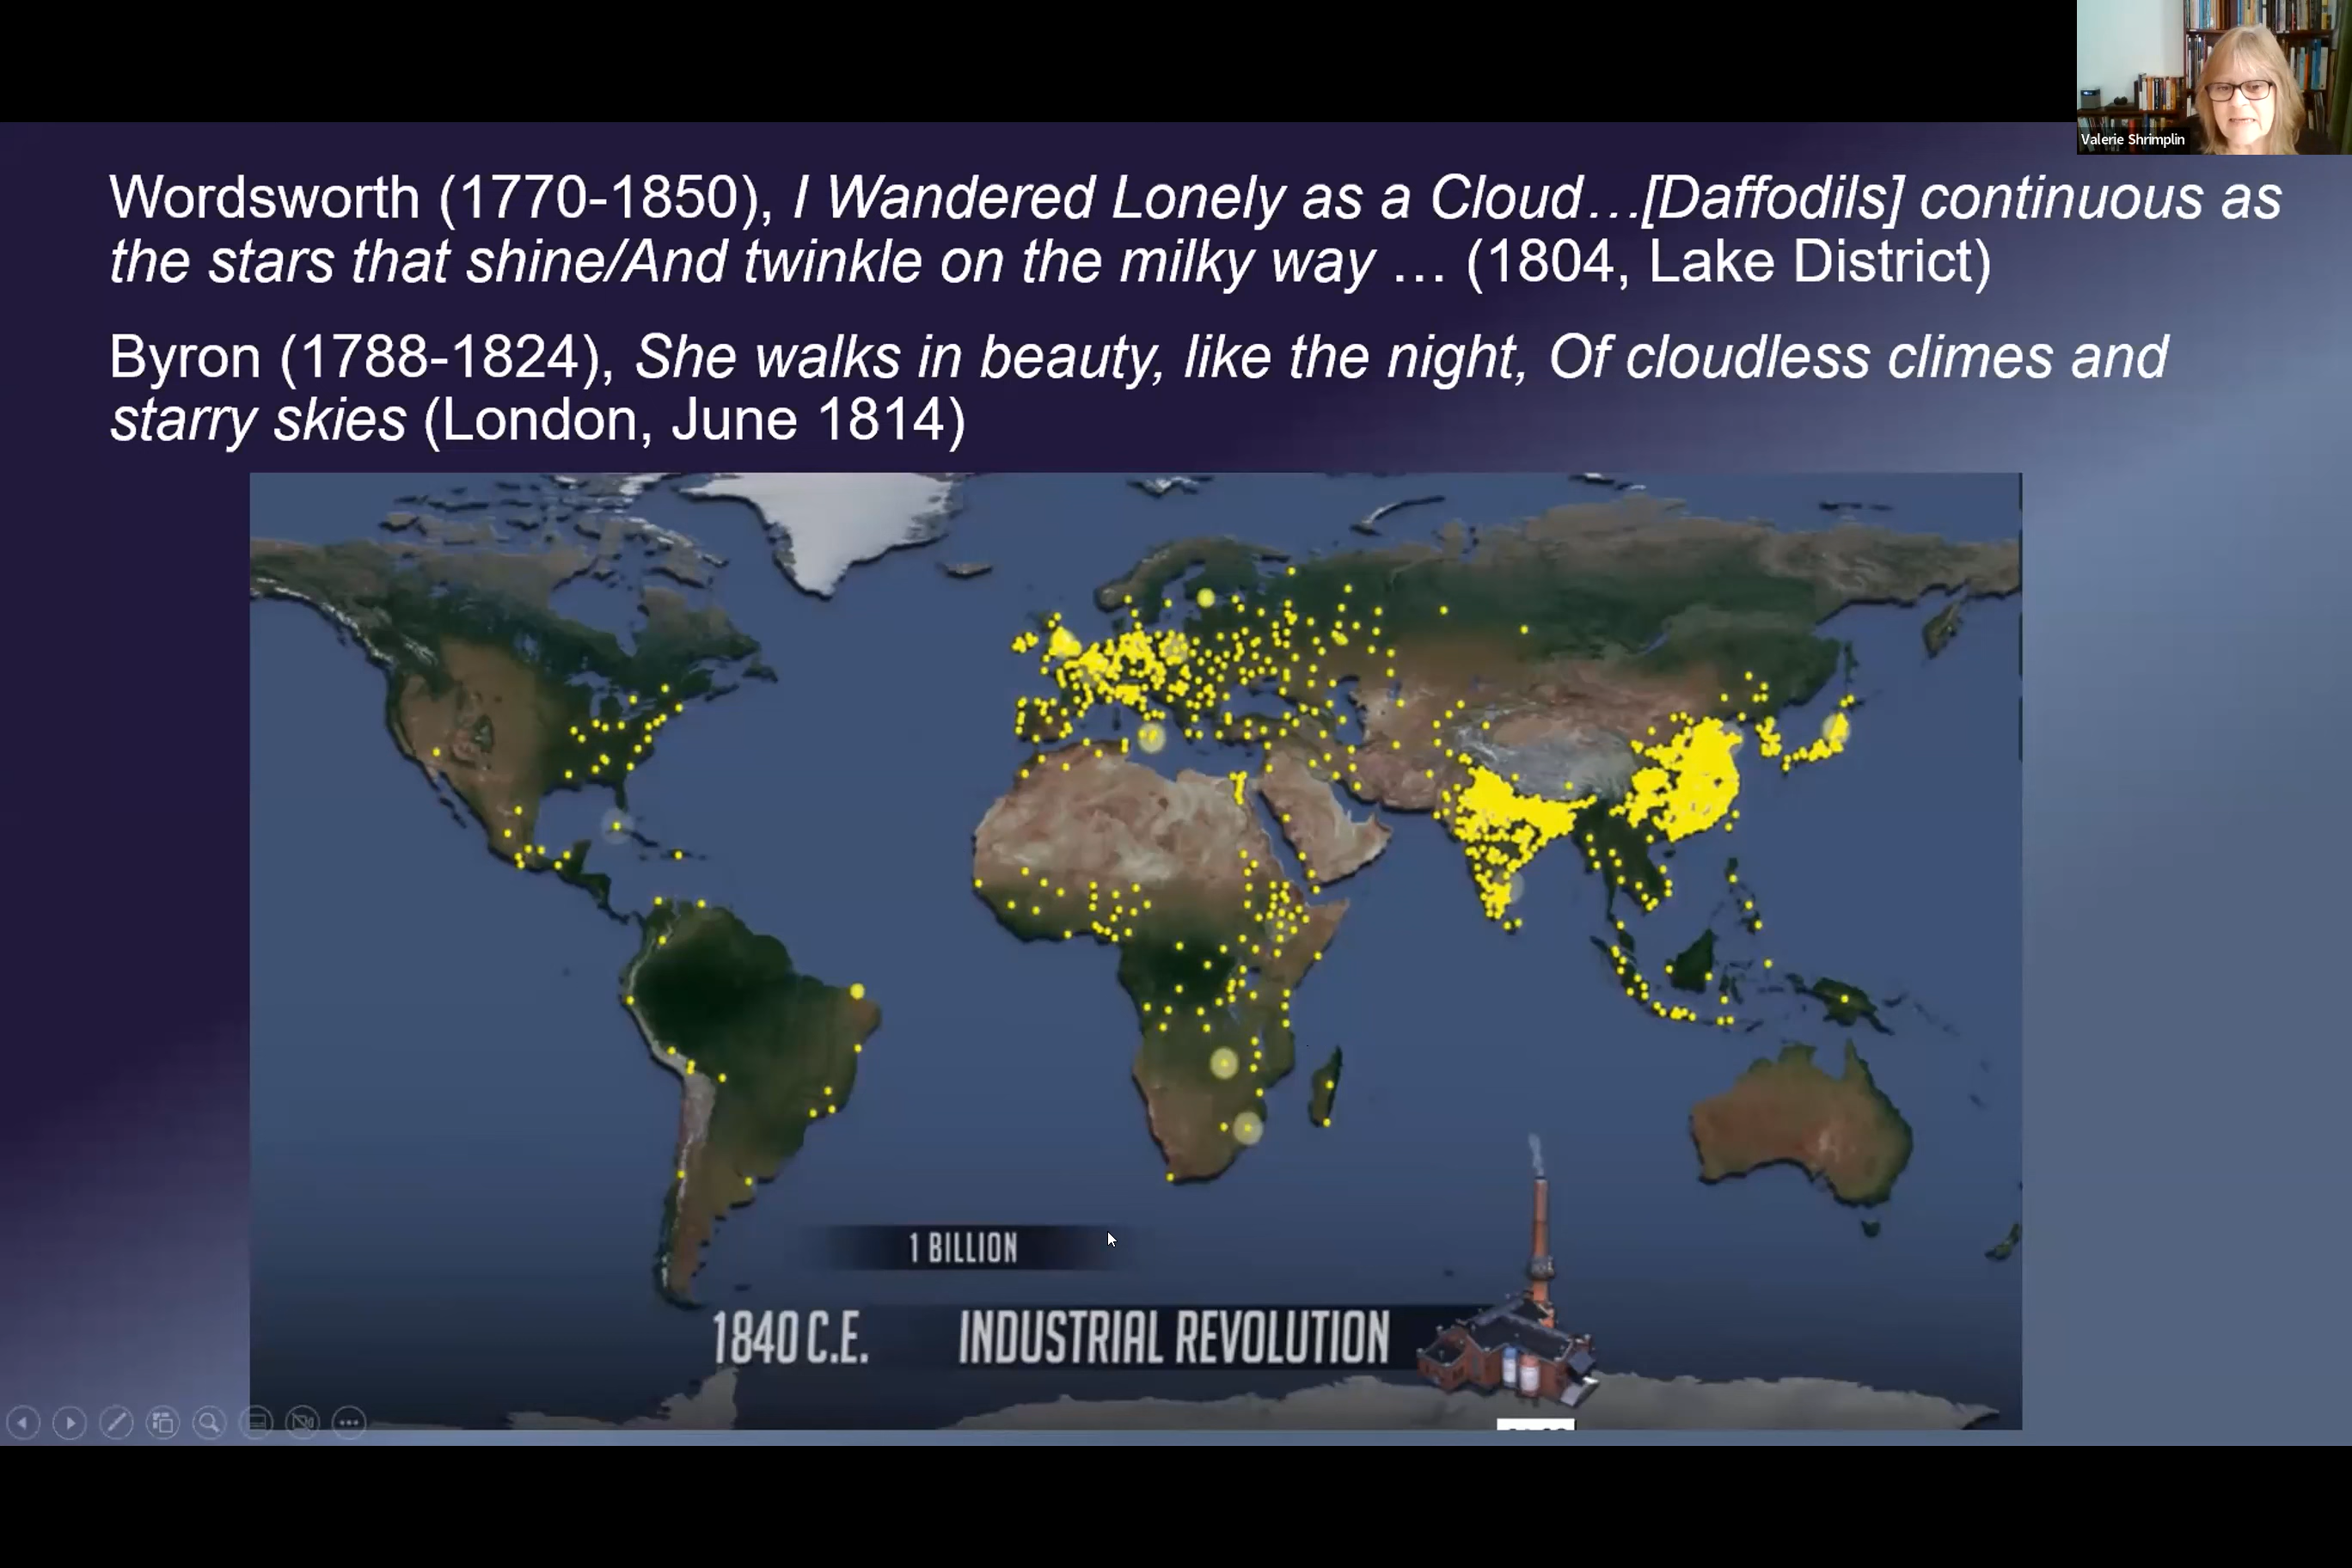 Valerie Shrimplin
Wordsworth (1770-1850), I Wandered Lonely as a Cloud…[Daffodils] continuous as
the stars that shine/And twinkle on the milky way … (1804, Lake District)
Byron (1788-1824), She walks in beauty, like the night, Of cloudless climes and
starry skies (London, June 1814)
1 BILLION
1840 C.E. INDUSTRIAL REVOLUTION